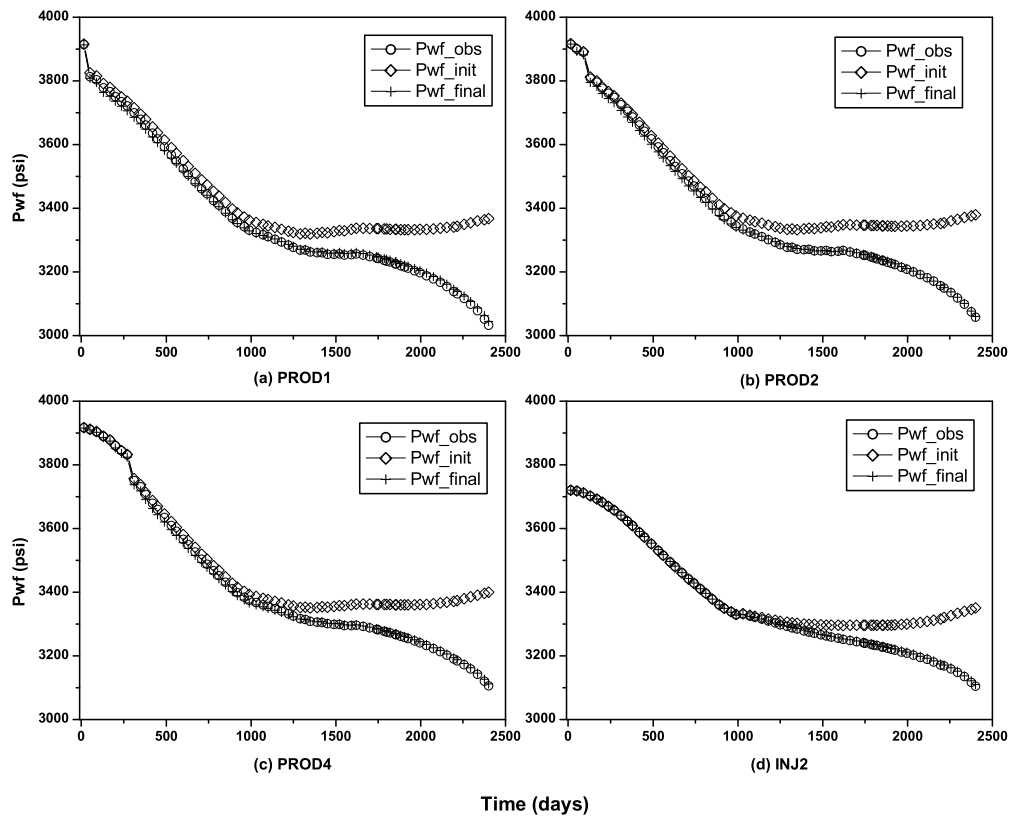 4000
3800
3600
3400
3200
3000
Pwf (psi)
0
500
1000
1500
2000
2500
Pwf_obs
Pwf_init
Pwf_final
(a) PROD1
4000
3800
3600
3400
3200
3000
0
500
1000
1500
2000
2500
Pwf_obs
Pwf_init
Pwf_final
(b) PROD2
4000
3800
3600
3400
3200
3000
Pwf (psi)
0
500
1000
1500
2000
2500
Pwf_obs
Pwf_init
Pwf_final
(c) PROD4
4000
3800
3600
3400
3200
3000
0
500
1000
1500
2000
2500
Pwf_obs
Pwf_init
Pwf_final
(d) INJ2
Time (days)